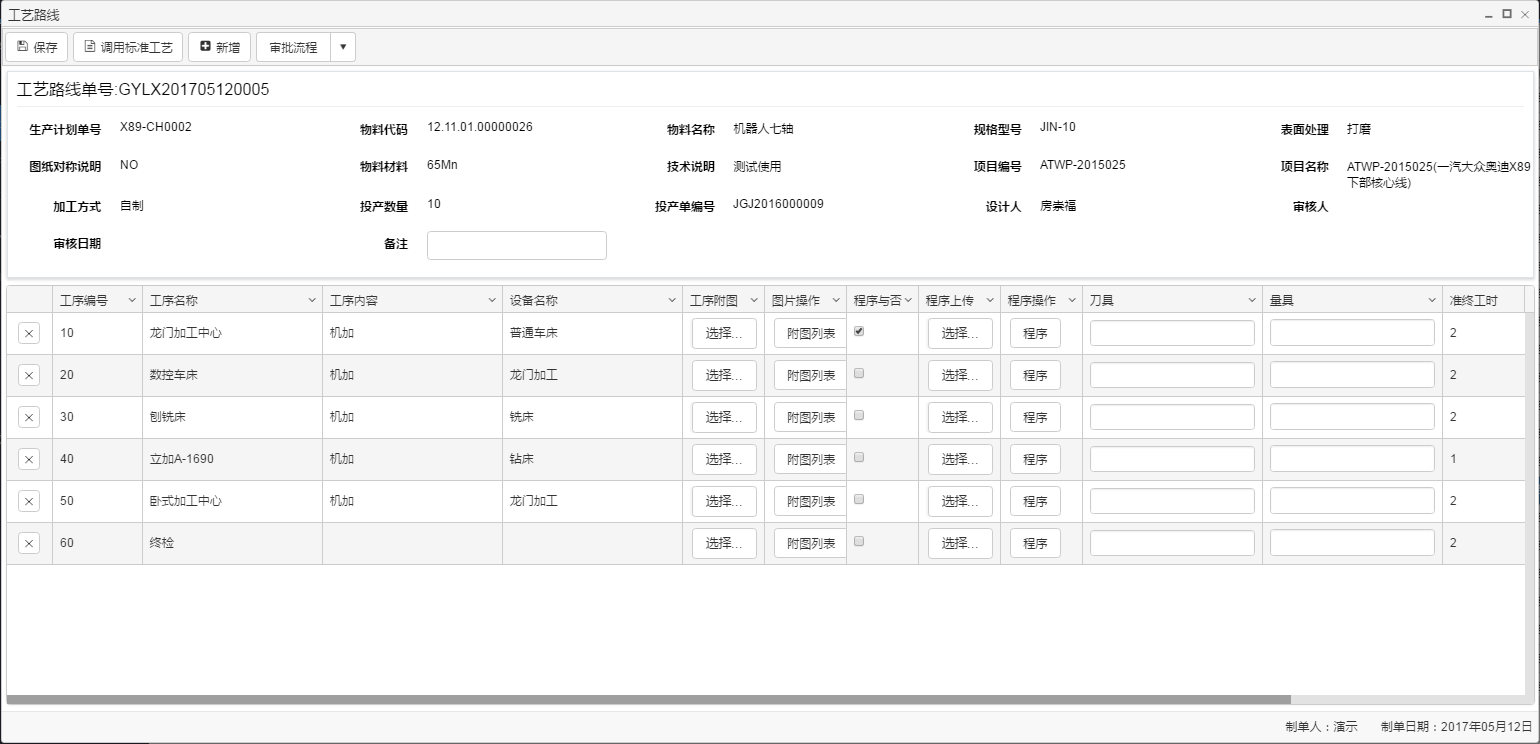 工艺路线
保存 调用标准工艺 新增 审批流程
工艺路线单号:GYLX201705120005
生产计划单号 X89-CH0002 物料代码 12.11.01.00000026 物料名称 机器人七轴 规格型号 JIN-10 表面处理 打磨
图纸对称说明 NO 物料材料 65Mn 技术说明 测试使用 项目编号 ATWP-2015025 项目名称 ATWP-2015025(一汽大众奥迪X89
下部核心线)
加工方式 自制 投产数量 10 投产单编号 JGJ2016000009 设计人 房崇福 审核人
审核日期 备注
工序编号 工序名称 工序内容 设备名称 工序附图 图片操作 程序与否 程序上传 程序操作 刀具 量具 准终工时
10 龙门加工中心 机加 普通车床 选择... 附图列表 选择... 程序 2
20 数控车床 机加 龙门加工 选择... 附图列表 选择... 程序 2
30 刨铣床 机加 铣床 选择... 附图列表 选择... 程序 2
40 立加A-1690 机加 钻床 选择... 附图列表 选择... 程序 1
50 卧式加工中心 机加 龙门加工 选择... 附图列表 选择... 程序 2
60 终检 选择... 附图列表 选择... 程序 2
制单人：演示 制单日期：2017年05月12日